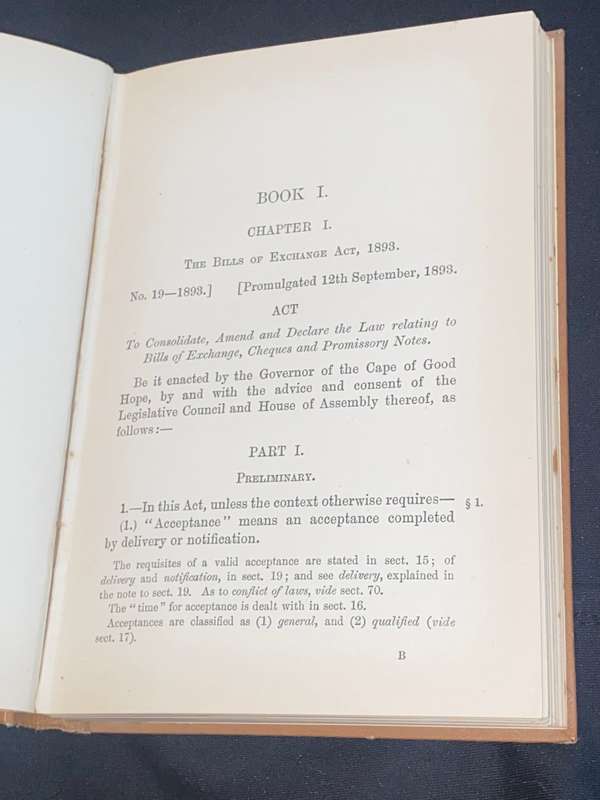 BOOK I.
CHAPTER I.
THE BILLS OF EXCHANGE ACT, 1893.
No. 19—1893.] [Promulgated 12th September, 1893.
ACT
To Consolidate, Amend and Declare the Law relating to
Bills of Exchange, Cheques and Promissory Notes.
Be it enacted by the Governor of the Cape of Good
Hope, by and with the advice and consent of the
Legislative Council and House of Assembly thereof, as
follows:—
PART I.
PRELIMINARY.
1.—In this Act, unless the context otherwise requires— § 1.
(1.) "Acceptance" means an acceptance completed
by delivery or notification.
The requisites of a valid acceptance are stated in sect. 15; of
delivery and notification, in sect. 19; and see delivery, explained in
the note to sect. 19. As to conflict of laws, vide sect. 70.
The "time" for acceptance is dealt with in sect. 16.
Acceptances are classified as (1) general, and (2) qualified (vide
sect. 17).
B